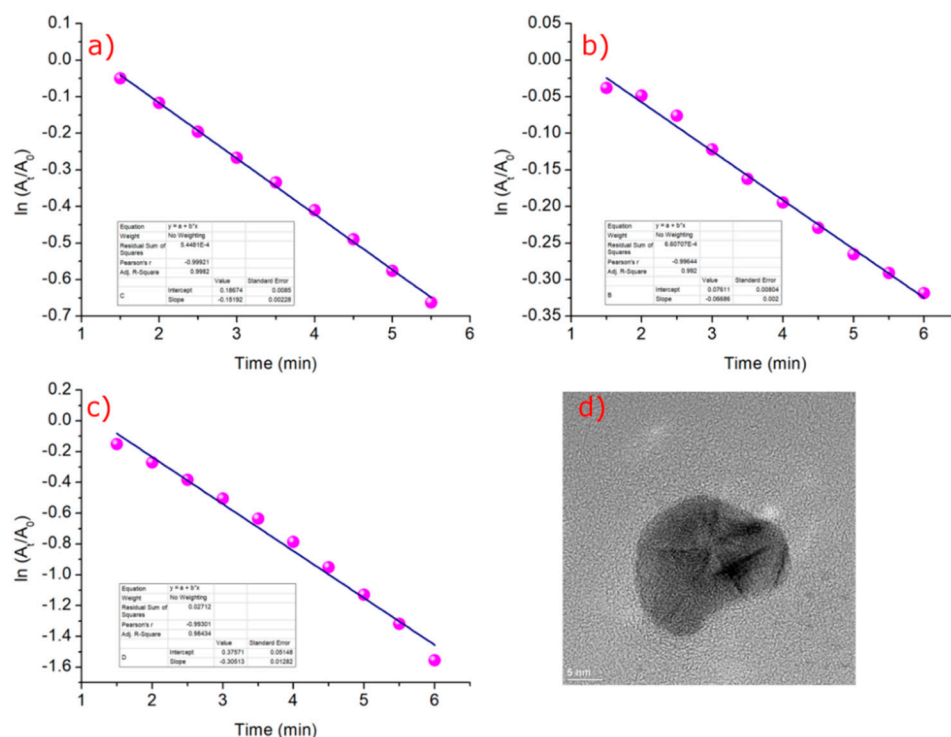 a)
0.1
0.0
-0.1
-0.2
-0.3
-0.4
-0.5
-0.6
-0.7
ln (At/A0)
Equation y = a + b*x
Weight No Weighting
Residual Sum of Squares 5.4481E-4
Pearson's r -0.99921
Adj. R-Square 0.9982
Value Standard Error
C Intercept 0.18674 0.0085
Slope -0.15182 0.00228
1 2 3 4 5 6
Time (min)
b)
0.05
0.00
-0.05
-0.10
-0.15
-0.20
-0.25
-0.30
-0.35
ln (At/A0)
Equation y = a + b*x
Weight No Weighting
Residual Sum of Squares 6.60707E-4
Pearson's r -0.99644
Adj. R-Square 0.992
Value Standard Error
B Intercept 0.07611 0.00804
Slope -0.06686 0.002
1 2 3 4 5 6
Time (min)
c)
0.2
0.0
-0.2
-0.4
-0.6
-0.8
-1.0
-1.2
-1.4
-1.6
ln (At/A0)
Equation y = a + b*x
Weight No Weighting
Residual Sum of Squares 0.02712
Pearson's r -0.99301
Adj. R-Square 0.98434
Value Standard Error
D Intercept 0.37571 0.05148
Slope -0.30513 0.01282
1 2 3 4 5 6
Time (min)
d)
5 nm